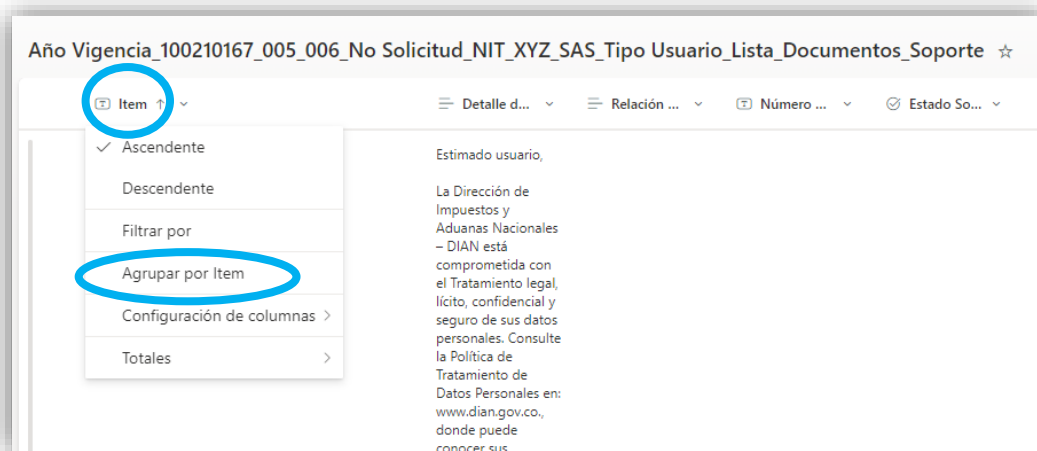 Año Vigencia_100210167_005_006_No Solicitud_NIT_XYZ_SAS_Tipo Usuario_Lista_Documentos_Soporte
Item
Detalle d...
Relación ...
Número ...
Estado So...
Ascendente
Descendente
Filtrar por
Agrupar por Item
Configuración de columnas
Totales
Estimado usuario,
La Dirección de
Impuestos y
Aduanas Nacionales
– DIAN está
comprometida con
el Tratamiento legal,
lícito, confidencial y
seguro de sus datos
personales. Consulte
la Política de
Tratamiento de
Datos Personales en:
www.dian.gov.co.,
donde puede
conocer sus